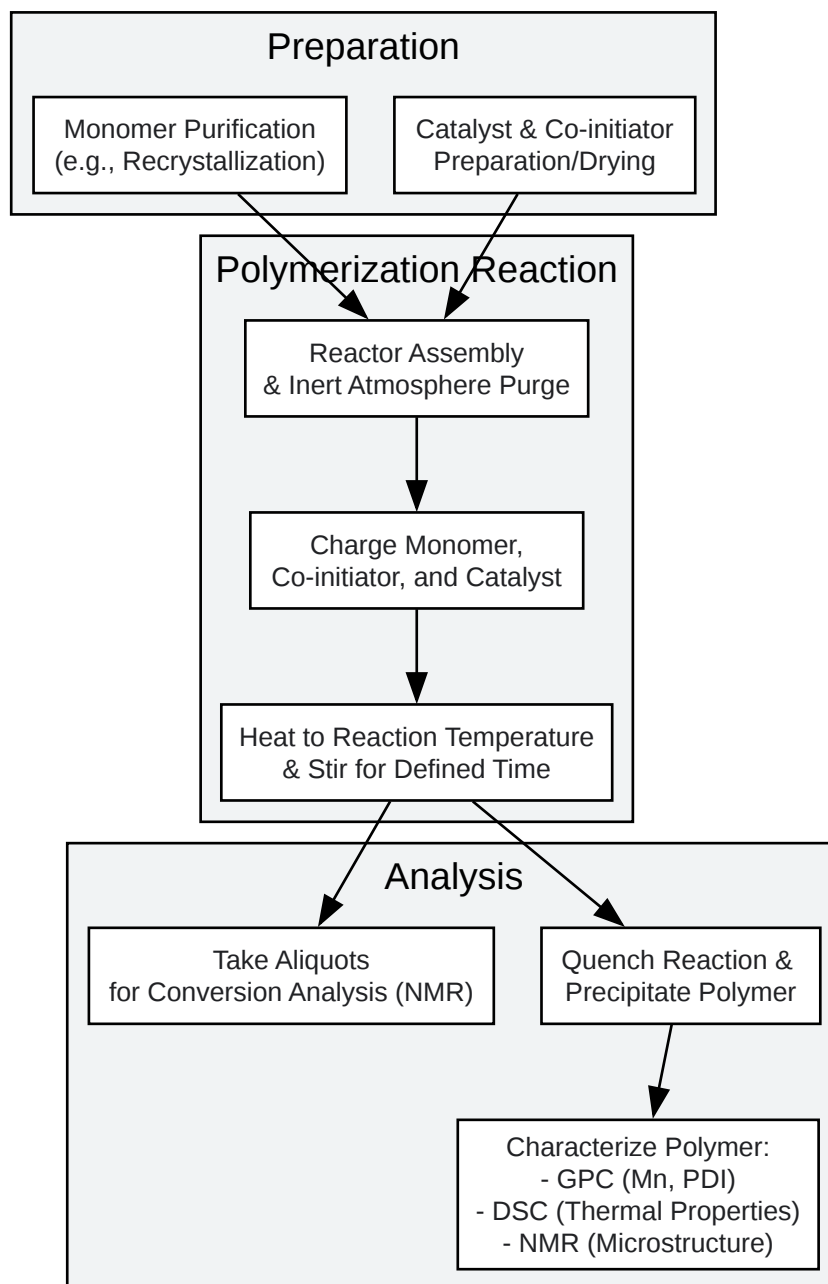 Preparation
Monomer Purification
(e.g., Recrystallization)
Catalyst & Co-initiator
Preparation/Drying
Polymerization Reaction
Reactor Assembly
& Inert Atmosphere Purge
Charge Monomer,
Co-initiator, and Catalyst
Heat to Reaction Temperature
& Stir for Defined Time
Analysis
Take Aliquots
for Conversion Analysis (NMR)
Quench Reaction &
Precipitate Polymer
Characterize Polymer:
- GPC (Mn, PDI)
- DSC (Thermal Properties)
- NMR (Microstructure)